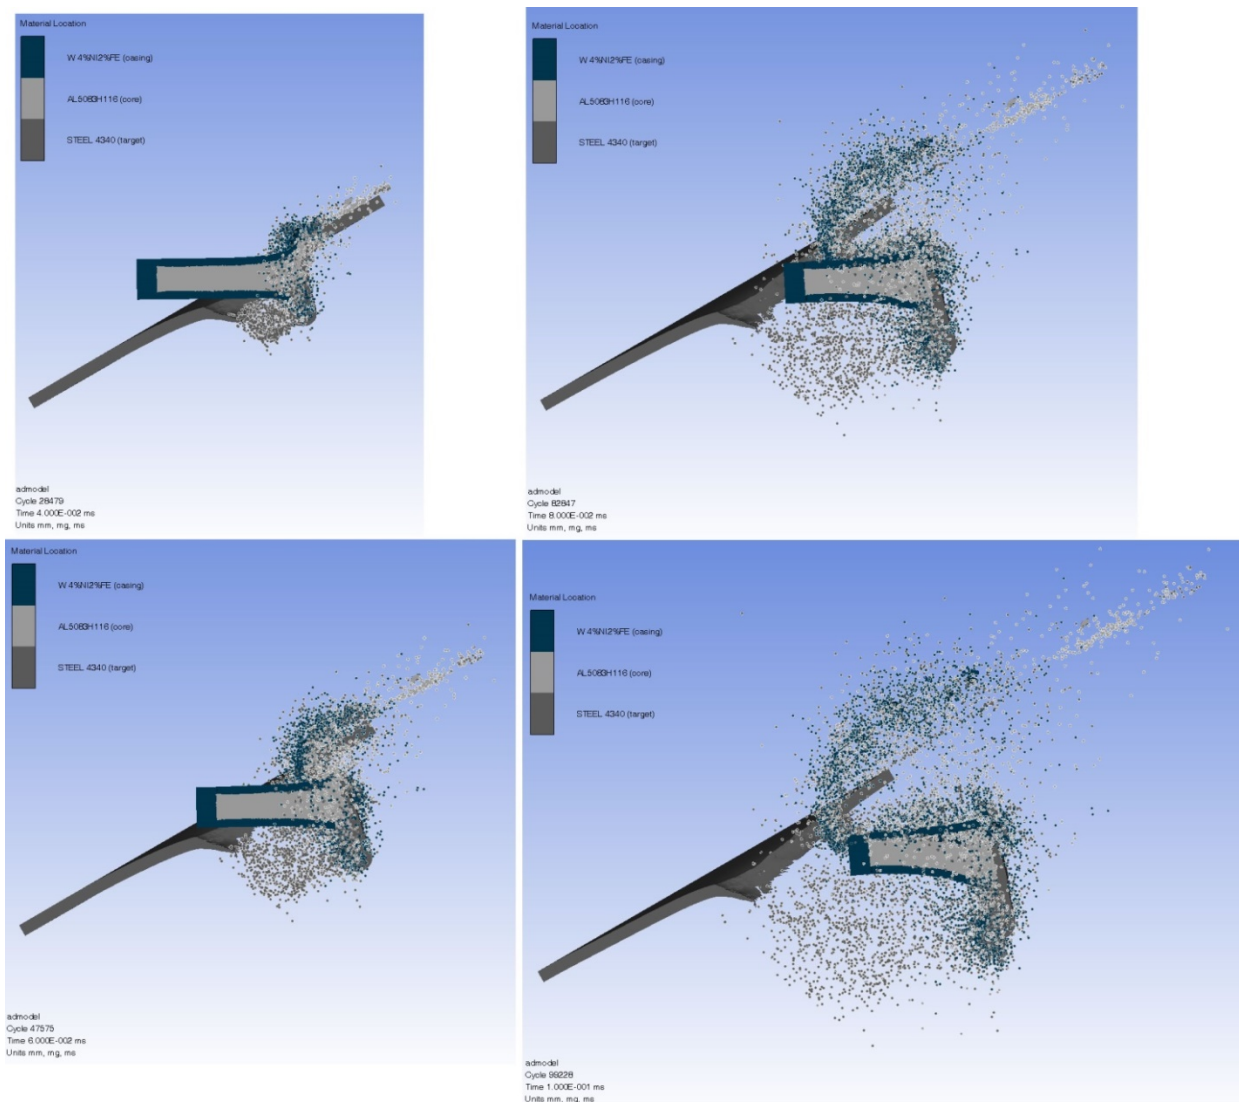 Material Location
W 4%NI2%FE (casing)
AL5083H116 (core)
STEEL 4340 (target)
admodel
Cycle 28479
Time 4.000E-002 ms
Units mm, mg, ms
Material Location
W 4%NI2%FE (casing)
AL5083H116 (core)
STEEL 4340 (target)
admodel
Cycle 82847
Time 8.000E-002 ms
Units mm, mg, ms
Material Location
W 4%NI2%FE (casing)
AL5083H116 (core)
STEEL 4340 (target)
admodel
Cycle 47575
Time 6.000E-002 ms
Units mm, mg, ms
Material Location
W 4%NI2%FE (casing)
AL5083H116 (core)
STEEL 4340 (target)
admodel
Cycle 99228
Time 1.000E-001 ms
Units mm, mg, ms